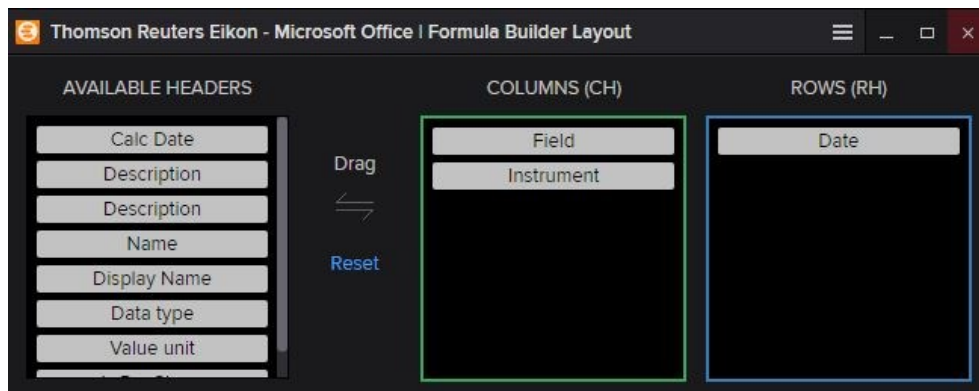 Thomson Reuters Eikon - Microsoft Office | Formula Builder Layout
AVAILABLE HEADERS
Calc Date
Description
Description
Name
Display Name
Data type
Value unit
Drag
Reset
COLUMNS (CH)
Field
Instrument
ROWS (RH)
Date